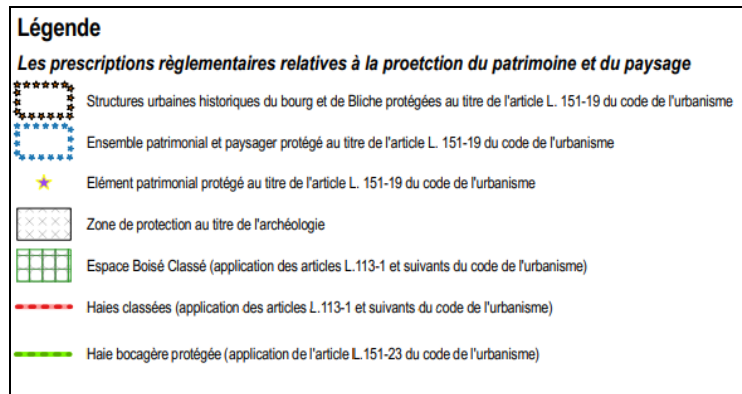 Légende
Les prescriptions règlementaires relatives à la proetction du patrimoine et du paysage
Structures urbaines historiques du bourg et de Bliche protégées au titre de l'article L. 151-19 du code de l'urbanisme
Ensemble patrimonial et paysager protégé au titre de l'article L. 151-19 du code de l'urbanisme
Elément patrimonial protégé au titre de l'article L. 151-19 du code de l'urbanisme
Zone de protection au titre de l'archéologie
Espace Boisé Classé (application des articles L.113-1 et suivants du code de l'urbanisme)
Haies classées (application des articles L.113-1 et suivants du code de l'urbanisme)
Haie bocagère protégée (application de l'article L.151-23 du code de l'urbanisme)